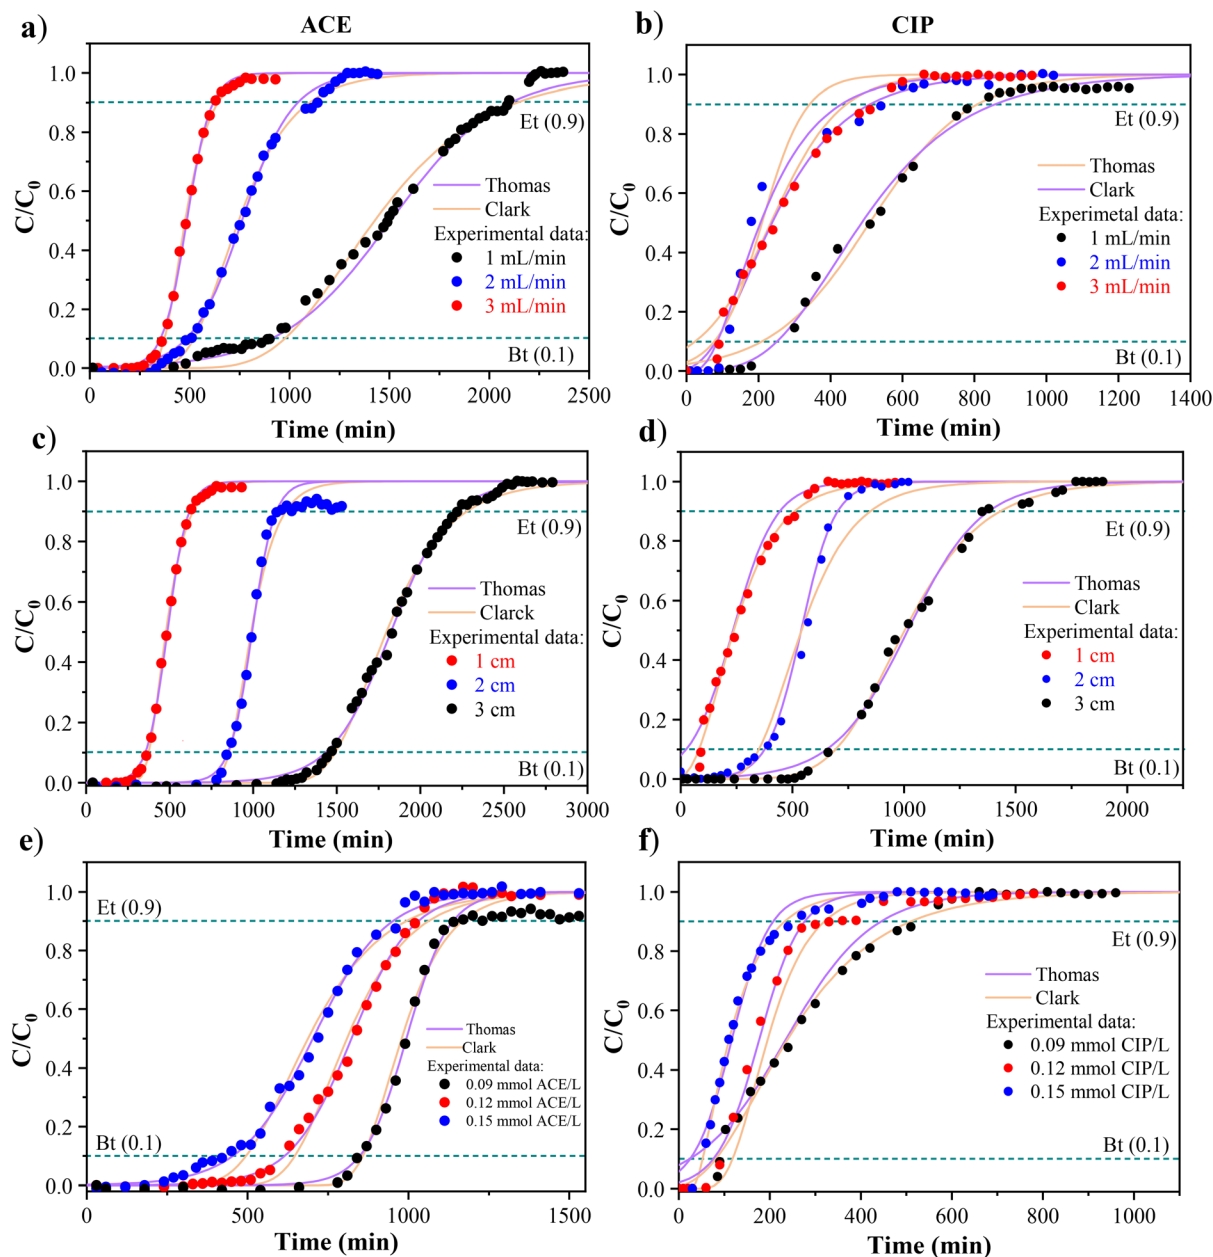 ACE
CIP
a)
1.0
0.8
0.6
0.4
0.2
0.0
C/C0
Et (0.9)
Thomas
Clark
Experimental data:
1 mL/min
2 mL/min
3 mL/min
Bt (0.1)
0 500 1000 1500 2000 2500
Time (min)
b)
1.0
0.8
0.6
0.4
0.2
0.0
C/C0
Et (0.9)
Thomas
Clark
Experimetal data:
1 mL/min
2 mL/min
3 mL/min
Bt (0.1)
0 200 400 600 800 1000 1200 1400
Time (min)
c)
1.0
0.8
0.6
0.4
0.2
0.0
C/C0
Et (0.9)
Thomas
Clarck
Experimental data:
1 cm
2 cm
3 cm
Bt (0.1)
0 500 1000 1500 2000 2500 3000
Time (min)
d)
1.0
0.8
0.6
0.4
0.2
0.0
C/C0
Et (0.9)
Thomas
Clark
Experimental data:
1 cm
2 cm
3 cm
Bt (0.1)
0 500 1000 1500 2000
Time (min)
e)
1.0
0.8
0.6
0.4
0.2
0.0
C/C0
Et (0.9)
Thomas
Clark
Experimental data:
0.09 mmol ACE/L
0.12 mmol ACE/L
0.15 mmol ACE/L
Bt (0.1)
0 500 1000 1500
Time (min)
f)
1.0
0.8
0.6
0.4
0.2
0.0
C/C0
Et (0.9)
Thomas
Clark
Experimental data:
0.09 mmol CIP/L
0.12 mmol CIP/L
0.15 mmol CIP/L
Bt (0.1)
0 200 400 600 800 1000
Time (min)